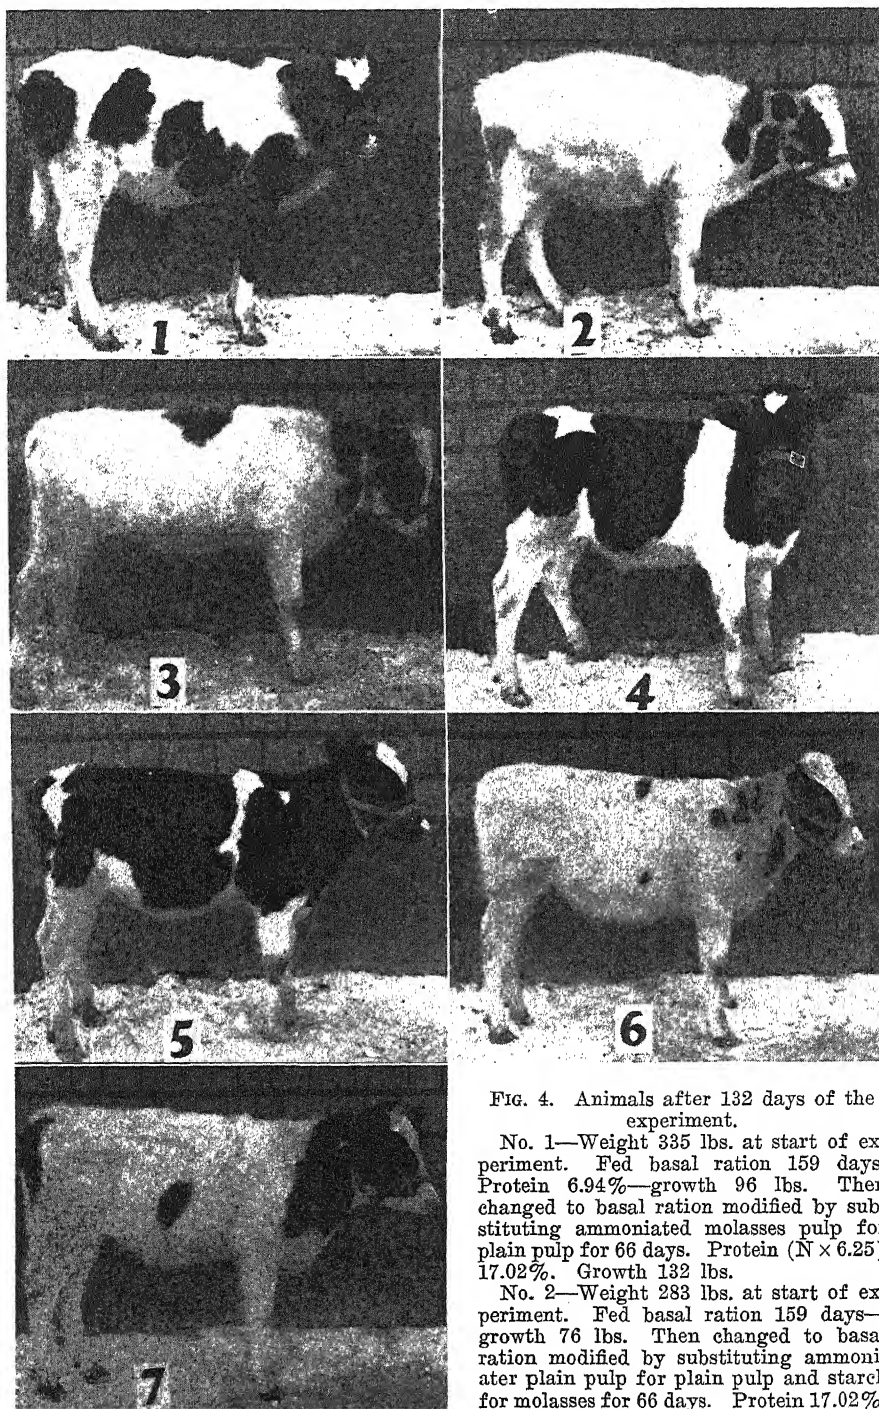 1
2
3
4
5
6
7
FIG. 4. Animals after 132 days of the
experiment.
No. 1—Weight 335 lbs. at start of ex
periment. Fed basal ration 159 days
Protein 6.94%—growth 96 lbs. Then
changed to basal ration modified by sub
stituting ammoniated molasses pulp fo
plain pulp for 66 days. Protein (N × 6.25)
17.02%. Growth 132 lbs.
No. 2—Weight 283 lbs. at start of ex
periment. Fed basal ration 159 days—
growth 76 lbs. Then changed to basa
ration modified by substituting ammoni
ater plain pulp for plain pulp and starcl
for molasses for 66 days. Protein 17.02%